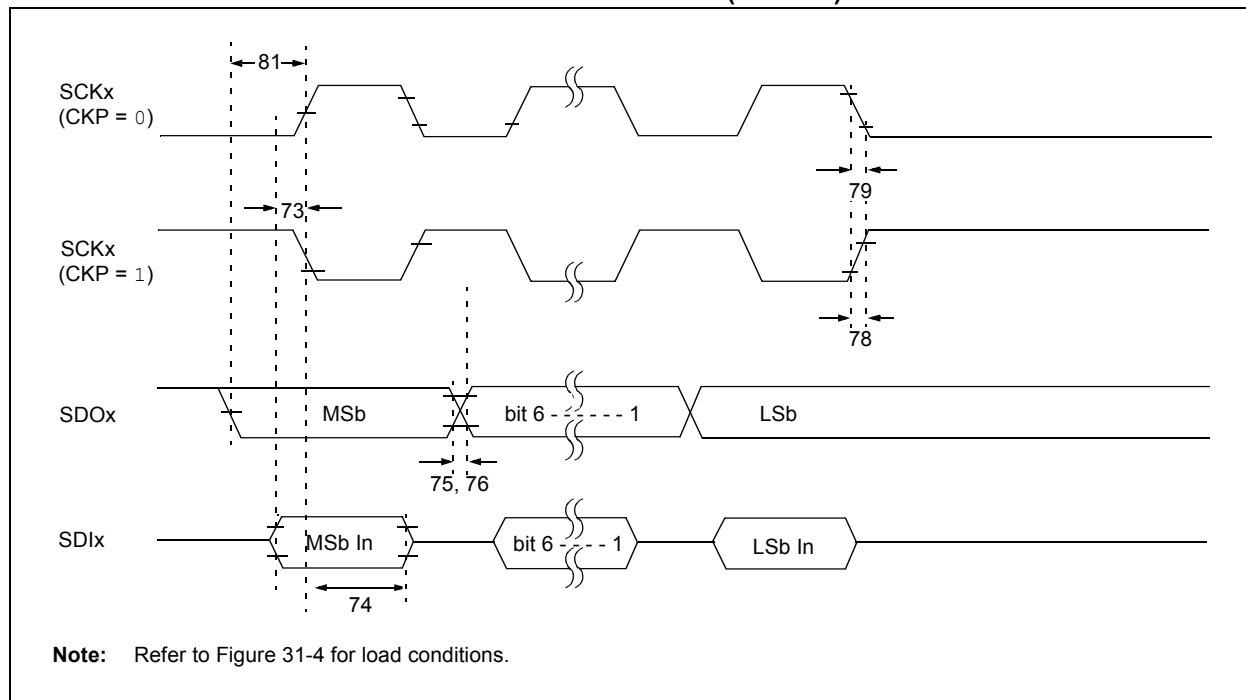 81
SCKx
(CKP = 0)
79
73
SCKx
(CKP = 1)
78
SDOx
MSb
bit 6 - - - - - - 1
LSb
75, 76
SDIx
MSb In
bit 6 - - - - - 1
LSb In
74
Note: Refer to Figure 31-4 for load conditions.